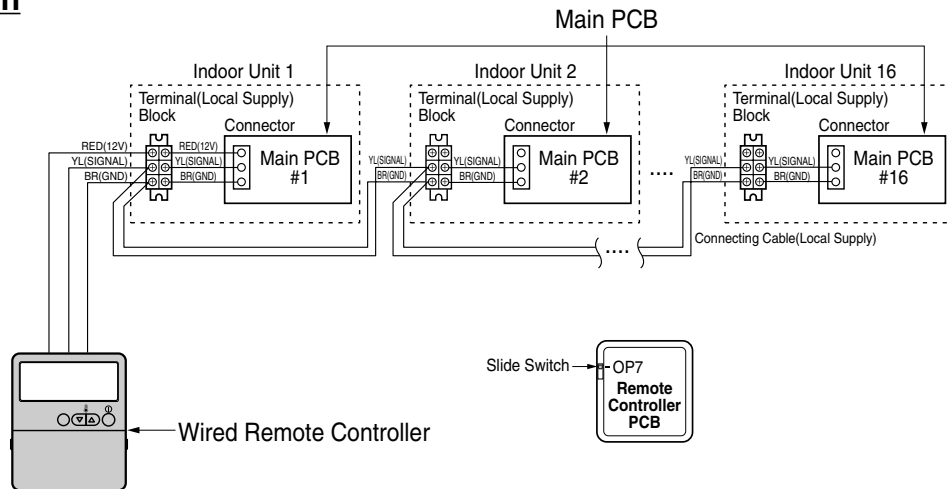 Main PCB
Indoor Unit 1
Indoor Unit 2
Indoor Unit 16
Terminal(Local Supply)
Block
Connector
RED(12V)
YL(SIGNAL)
BR(GND)
RED(12V)
YL(SIGNAL)
BR(GND)
Main PCB
#1
Terminal(Local Supply)
Block
Connector
YL(SIGNAL)
BR(GND)
YL(SIGNAL)
BR(GND)
Main PCB
#2
....
Terminal(Local Supply)
Block
Connector
YL(SIGNAL)
BR(GND)
YL(SIGNAL)
BR(GND)
Main PCB
#16
....
Connecting Cable(Local Supply)
Slide Switch
OP7
Remote
Controller
PCB
Wired Remote Controller